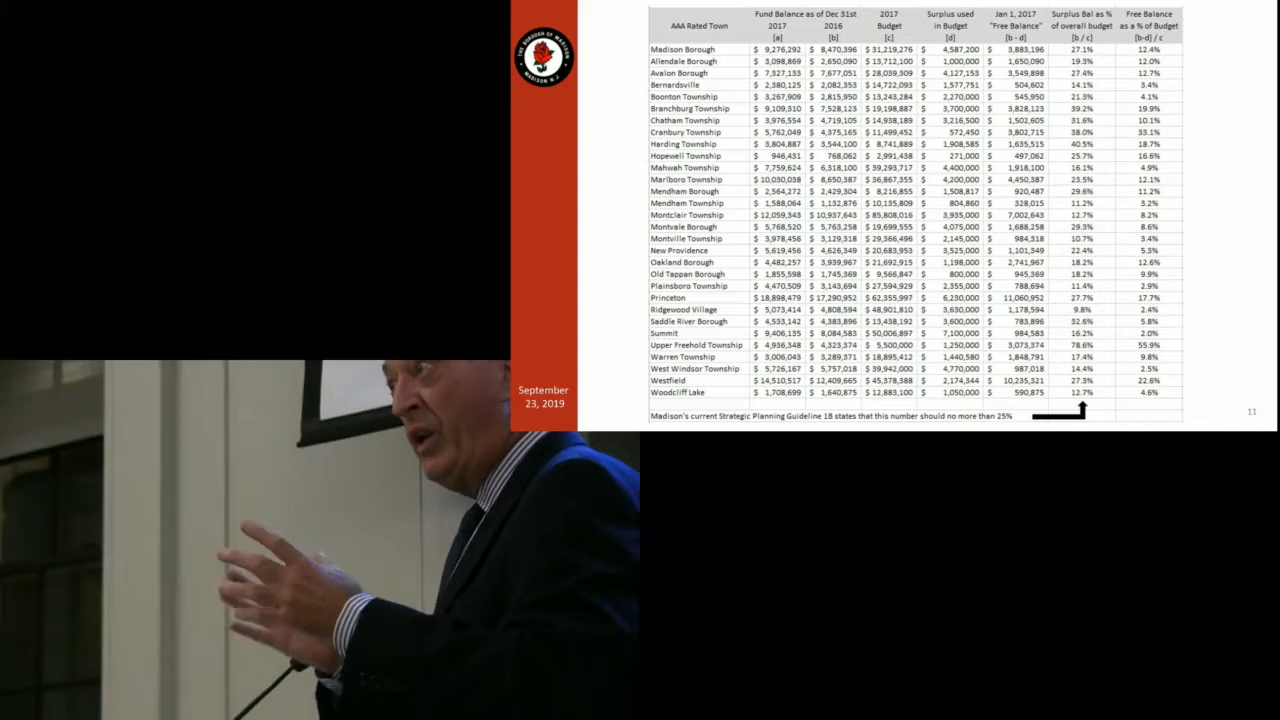 THE BOROUGH OF MADISON
MADISON N.J.
September
23, 2019
AAA Rated Town Fund Balance as of Dec 31st 2017 Surplus used Jan 1, 2017 Surplus Bal as % Free Balance
2017 2016 Budget in Budget "Free Balance" of overall budget as a % of Budget
[a] [b] [c] [d] [b - d] [b / c] [b-d] / c
Madison Borough $ 9,276,292 $ 8,470,396 $ 31,219,276 $ 4,587,200 $ 3,883,196 27.1% 12.4%
Allendale Borough $ 3,098,869 $ 2,650,090 $ 13,712,100 $ 1,000,000 $ 1,650,090 19.3% 12.0%
Avalon Borough $ 7,327,133 $ 7,677,051 $ 28,039,309 $ 4,127,153 $ 3,549,898 27.4% 12.7%
Bernardsville $ 2,380,125 $ 2,082,353 $ 14,722,093 $ 1,577,751 $ 504,602 14.1% 3.4%
Boonton Township $ 3,267,909 $ 2,815,950 $ 13,243,284 $ 2,270,000 $ 545,950 21.3% 4.1%
Branchburg Township $ 9,109,310 $ 7,528,123 $ 19,198,887 $ 3,700,000 $ 3,828,123 39.2% 19.9%
Chatham Township $ 3,976,554 $ 4,719,105 $ 14,938,189 $ 3,216,500 $ 1,502,605 31.6% 10.1%
Cranbury Township $ 5,762,049 $ 4,375,165 $ 11,499,452 $ 572,450 $ 3,802,715 38.0% 33.1%
Harding Township $ 3,804,887 $ 3,544,100 $ 8,741,889 $ 1,908,585 $ 1,635,515 40.5% 18.7%
Hopewell Township $ 946,431 $ 768,062 $ 2,991,438 $ 271,000 $ 497,062 25.7% 16.6%
Mahwah Township $ 7,759,624 $ 6,318,100 $ 39,293,717 $ 4,400,000 $ 1,918,100 16.1% 4.9%
Marlboro Township $ 10,030,038 $ 8,650,387 $ 36,867,355 $ 4,200,000 $ 4,450,387 23.5% 12.1%
Mendham Borough $ 2,564,272 $ 2,429,304 $ 8,216,855 $ 1,508,817 $ 920,487 29.6% 11.2%
Mendham Township $ 1,588,064 $ 1,132,876 $ 10,135,809 $ 804,860 $ 328,015 11.2% 3.2%
Montclair Township $ 12,059,343 $ 10,937,643 $ 85,808,016 $ 3,935,000 $ 7,002,643 12.7% 8.2%
Montvale Borough $ 5,768,520 $ 5,763,258 $ 19,699,555 $ 4,075,000 $ 1,688,258 29.3% 8.6%
Montville Township $ 3,978,456 $ 3,129,318 $ 29,366,496 $ 2,145,000 $ 984,318 10.7% 3.4%
New Providence $ 5,619,456 $ 4,626,349 $ 20,683,953 $ 3,525,000 $ 1,101,349 22.4% 5.3%
Oakland Borough $ 4,482,257 $ 3,939,967 $ 21,692,915 $ 1,198,000 $ 2,741,967 18.2% 12.6%
Old Tappan Borough $ 1,855,598 $ 1,745,369 $ 9,566,847 $ 800,000 $ 945,369 18.2% 9.9%
Plainsboro Township $ 4,470,509 $ 3,143,694 $ 27,594,929 $ 2,355,000 $ 788,694 11.4% 2.9%
Princeton $ 18,898,479 $ 17,290,952 $ 62,355,997 $ 6,230,000 $ 11,060,952 27.7% 17.7%
Ridgewood Village $ 5,073,414 $ 4,808,594 $ 48,901,810 $ 3,630,000 $ 1,178,594 9.8% 2.4%
Saddle River Borough $ 4,533,142 $ 4,383,896 $ 13,438,192 $ 3,600,000 $ 783,896 32.6% 5.8%
Summit $ 9,406,135 $ 8,084,583 $ 50,006,897 $ 7,100,000 $ 984,583 16.2% 2.0%
Upper Freehold Township $ 4,936,348 $ 4,323,374 $ 5,500,000 $ 1,250,000 $ 3,073,374 78.6% 55.9%
Warren Township $ 3,006,043 $ 3,289,371 $ 18,895,412 $ 1,440,580 $ 1,848,791 17.4% 9.8%
West Windsor Township $ 5,726,167 $ 5,757,018 $ 39,942,000 $ 4,770,000 $ 987,018 14.4% 2.5%
Westfield $ 14,510,517 $ 12,409,665 $ 45,378,388 $ 2,174,344 $ 10,235,321 27.3% 22.6%
Woodcliff Lake $ 1,708,699 $ 1,640,875 $ 12,883,100 $ 1,050,000 $ 590,875 12.7% 4.6%
Madison's current Strategic Planning Guideline 1B states that this number should no more than 25%
11